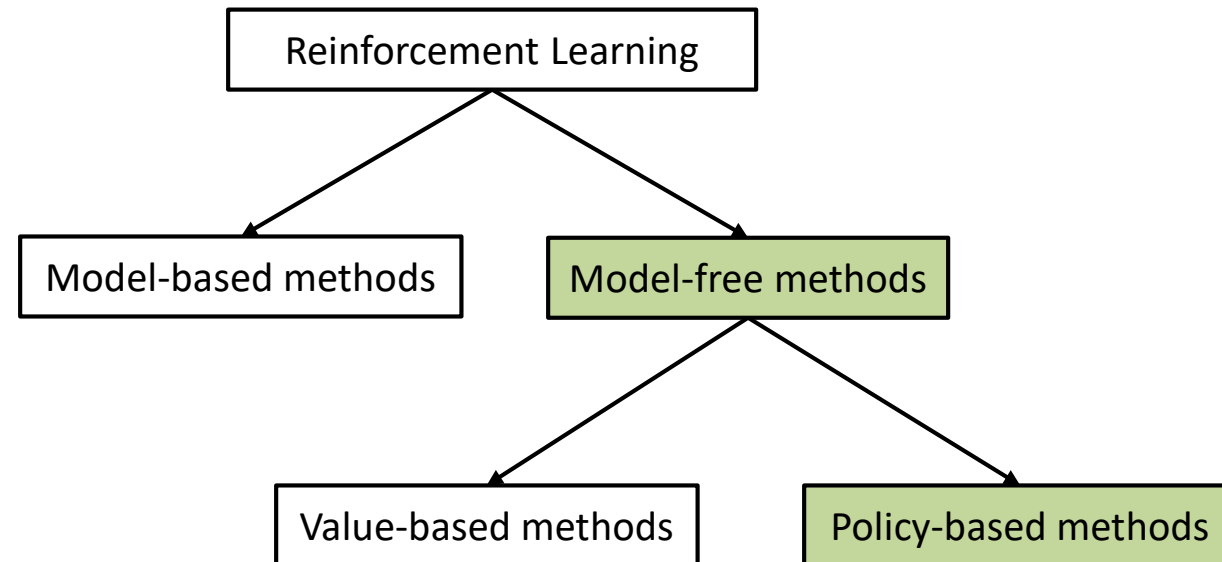 Reinforcement Learning
Model-based methods
Model-free methods
Value-based methods
Policy-based methods